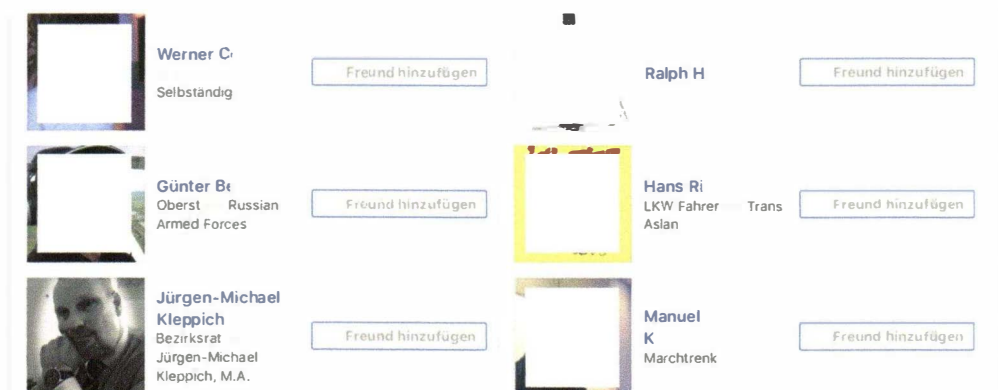 Werner C
Selbständig
Freund hinzufügen
Ralph H
Freund hinzufügen
Günter Be
Oberst Russian
Armed Forces
Freund hinzufügen
Hans Ri
LKW Fahrer Trans
Aslan
Freund hinzufügen
Jürgen-Michael
Kleppich
Bezirksrat
Jürgen-Michael
Kleppich, M.A.
Freund hinzufügen
Manuel
K
Marchtrenk
Freund hinzufügen